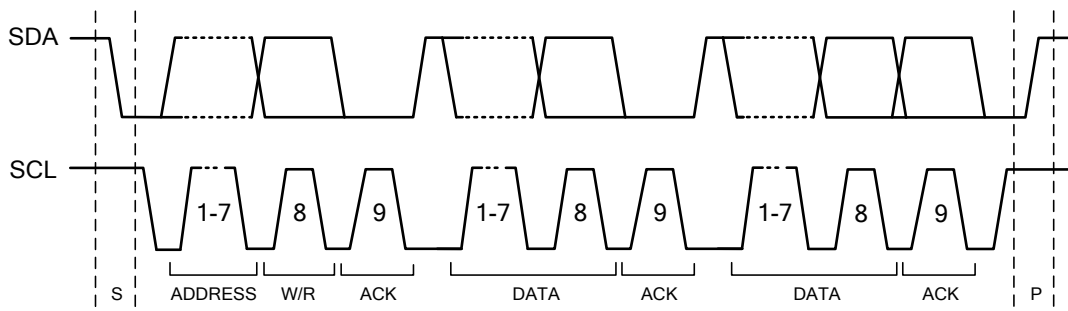 SDA
SCL
1-7 8 9 1-7 8 9 1-7 8 9
S ADDRESS W/R ACK DATA ACK DATA ACK P